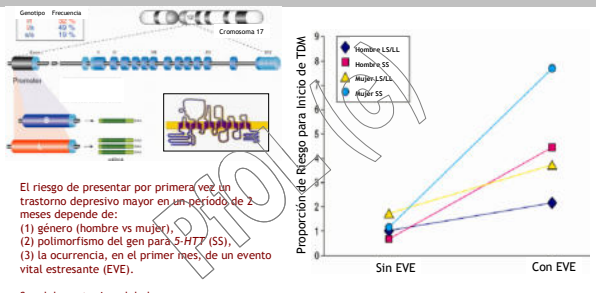 Genotipo Frecuencia
l/l 32 %
l/s 49 %
s/s 19 %
17
Cromosoma 17
Promoter
S
L
mRNA
El riesgo de presentar por primera vez un
trastorno depresivo mayor en un periodo de 2
meses depende de:
(1) género (hombre vs mujer),
(2) polimorfismo del gen para 5-HTT (SS),
(3) la ocurrencia, en el primer mes, de un evento
vital estresante (EVE).
Proporción de Riesgo para Inicio de TDM
9
8
7
6
5
4
3
2
1
0
Hombre LS/LL
Hombre SS
Mujer LS/LL
Mujer SS
Sin EVE
Con EVE